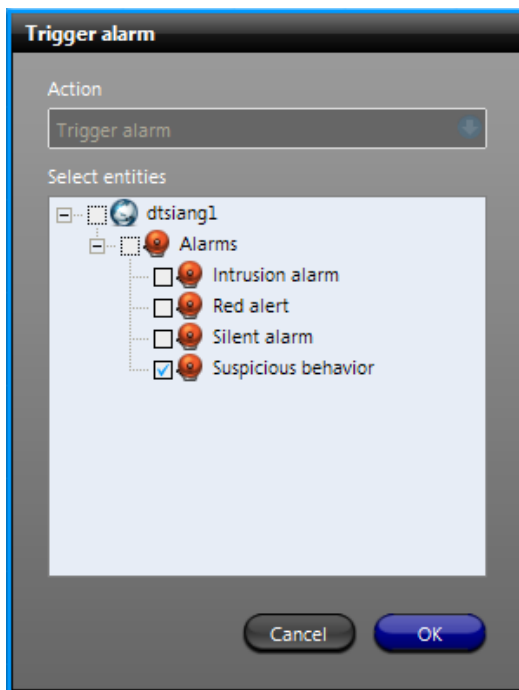 Trigger alarm
Action
Trigger alarm
Select entities
dtsiang1
Alarms
Intrusion alarm
Red alert
Silent alarm
Suspicious behavior
Cancel OK